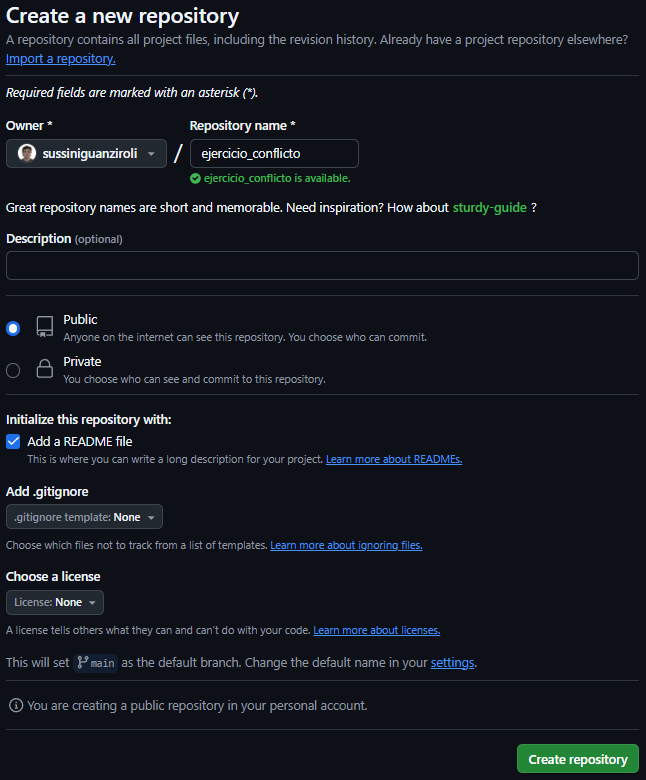 Create a new repository
A repository contains all project files, including the revision history. Already have a project repository elsewhere?
Import a repository.
Required fields are marked with an asterisk (*).
Owner * Repository name *
sussiniguanziroli / ejercicio_conflicto
ejercicio_conflicto is available.
Great repository names are short and memorable. Need inspiration? How about sturdy-guide ?
Description (optional)
Public
Anyone on the internet can see this repository. You choose who can commit.
Private
You choose who can see and commit to this repository.
Initialize this repository with:
Add a README file
This is where you can write a long description for your project. Learn more about READMEs.
Add .gitignore
.gitignore template: None
Choose which files not to track from a list of templates. Learn more about ignoring files.
Choose a license
License: None
A license tells others what they can and can't do with your code. Learn more about licenses.
This will set main as the default branch. Change the default name in your settings.
You are creating a public repository in your personal account.
Create repository